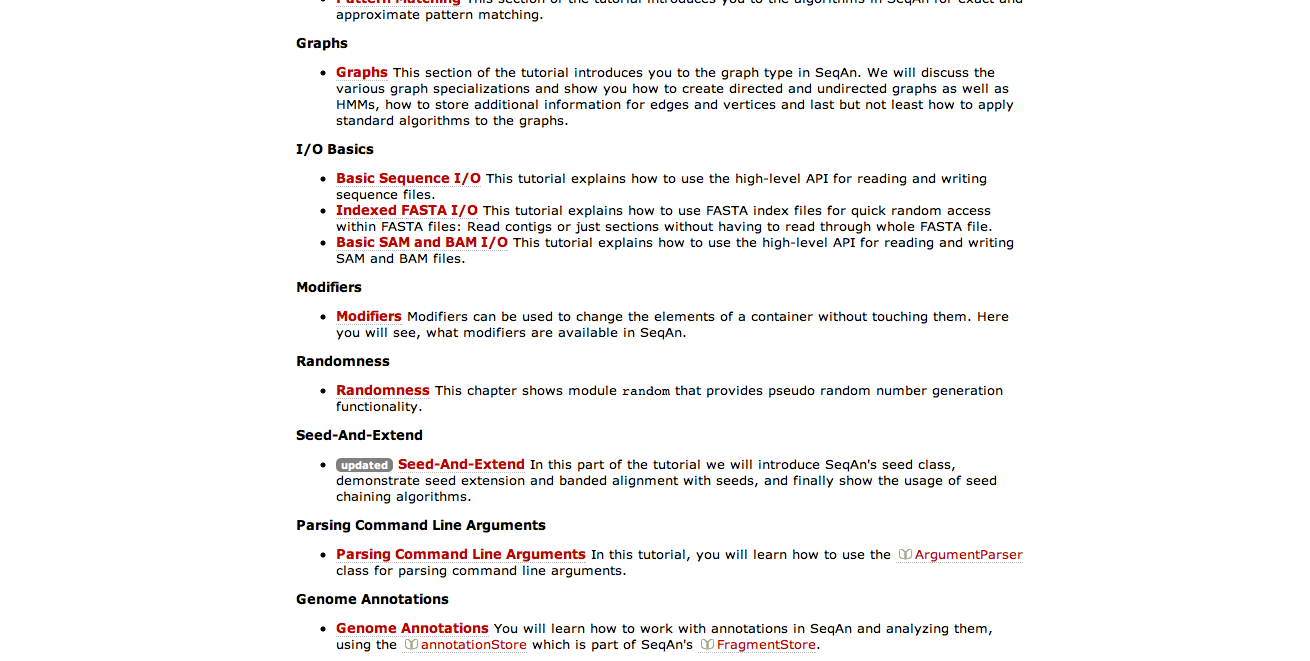 Pattern Matching This section of the tutorial introduces you to the algorithms in SeqAn for exact and
approximate pattern matching.
Graphs
• Graphs This section of the tutorial introduces you to the graph type in SeqAn. We will discuss the
various graph specializations and show you how to create directed and undirected graphs as well as
HMMs, how to store additional information for edges and vertices and last but not least how to apply
standard algorithms to the graphs.
I/O Basics
• Basic Sequence I/O This tutorial explains how to use the high-level API for reading and writing
sequence files.
• Indexed FASTA I/O This tutorial explains how to use FASTA index files for quick random access
within FASTA files: Read contigs or just sections without having to read through whole FASTA file.
• Basic SAM and BAM I/O This tutorial explains how to use the high-level API for reading and writing
SAM and BAM files.
Modifiers
• Modifiers Modifiers can be used to change the elements of a container without touching them. Here
you will see, what modifiers are available in SeqAn.
Randomness
• Randomness This chapter shows module random that provides pseudo random number generation
functionality.
Seed-And-Extend
• updated Seed-And-Extend In this part of the tutorial we will introduce SeqAn's seed class,
demonstrate seed extension and banded alignment with seeds, and finally show the usage of seed
chaining algorithms.
Parsing Command Line Arguments
• Parsing Command Line Arguments In this tutorial, you will learn how to use the ArgumentParser
class for parsing command line arguments.
Genome Annotations
• Genome Annotations You will learn how to work with annotations in SeqAn and analyzing them,
using the annotationStore which is part of SeqAn's FragmentStore.